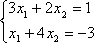 3x₁ + 2x₂ = 1
x₁ + 4x₂ = −3